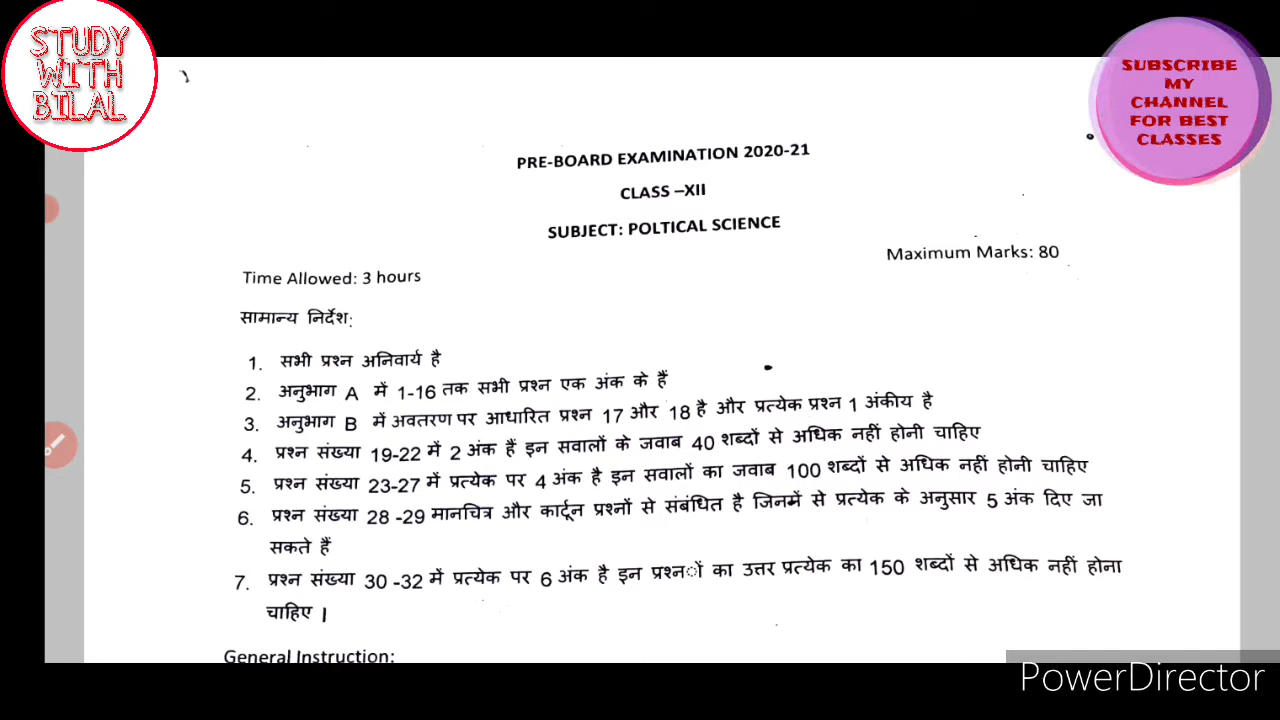 STUDY
WITH
BILAL
SUBSCRIBE
MY
CHANNEL
FOR BEST
CLASSES
PRE-BOARD EXAMINATION 2020-21
CLASS –XII
SUBJECT: POLTICAL SCIENCE
Maximum Marks: 80
Time Allowed: 3 hours
सामान्य निर्देश:
1. सभी प्रश्न अनिवार्य है
2. अनुभाग A में 1-16 तक सभी प्रश्न एक अंक के हैं
3. अनुभाग B में अवतरण पर आधारित प्रश्न 17 और 18 है और प्रत्येक प्रश्न 1 अंकीय है
4. प्रश्न संख्या 19-22 में 2 अंक हैं इन सवालों के जवाब 40 शब्दों से अधिक नहीं होनी चाहिए
5. प्रश्न संख्या 23-27 में प्रत्येक पर 4 अंक है इन सवालों का जवाब 100 शब्दों से अधिक नहीं होनी चाहिए
6. प्रश्न संख्या 28 -29 मानचित्र और कार्टून प्रश्नों से संबंधित है जिनमें से प्रत्येक के अनुसार 5 अंक दिए जा
सकते हैं
7. प्रश्न संख्या 30 -32 में प्रत्येक पर 6 अंक है इन प्रश्न◌ों का उत्तर प्रत्येक का 150 शब्दों से अधिक नहीं होना
चाहिए ।
General Instruction:
PowerDirector